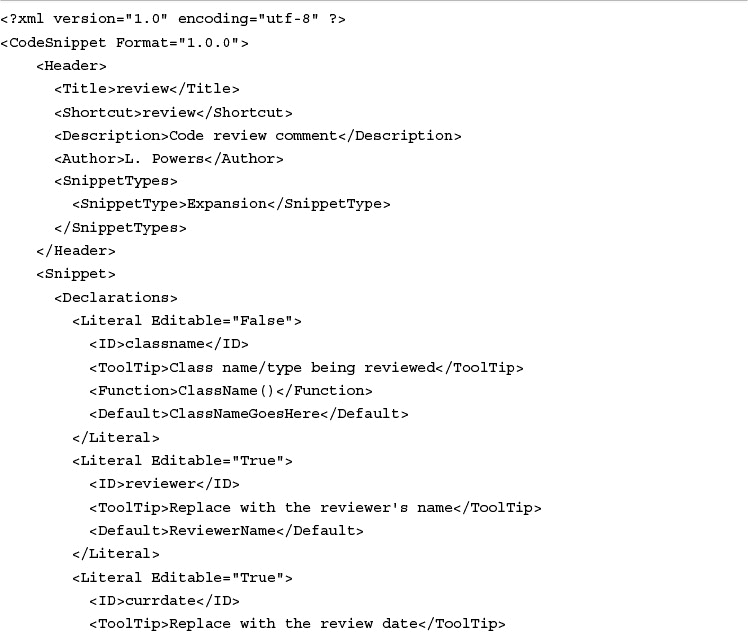 <?xml version="1.0" encoding="utf-8" ?>
<CodeSnippet Format="1.0.0">
<Header>
<Title>review</Title>
<Shortcut>review</Shortcut>
<Description>Code review comment</Description>
<Author>L. Powers</Author>
<SnippetTypes>
<SnippetType>Expansion</SnippetType>
</SnippetTypes>
</Header>
<Snippet>
<Declarations>
<Literal Editable="False">
<ID>classname</ID>
<ToolTip>Class name/type being reviewed</ToolTip>
<Function>ClassName()</Function>
<Default>ClassNameGoesHere</Default>
</Literal>
<Literal Editable="True">
<ID>reviewer</ID>
<ToolTip>Replace with the reviewer's name</ToolTip>
<Default>ReviewerName</Default>
</Literal>
<Literal Editable="True">
<ID>currdate</ID>
<ToolTip>Replace with the review date</ToolTip>